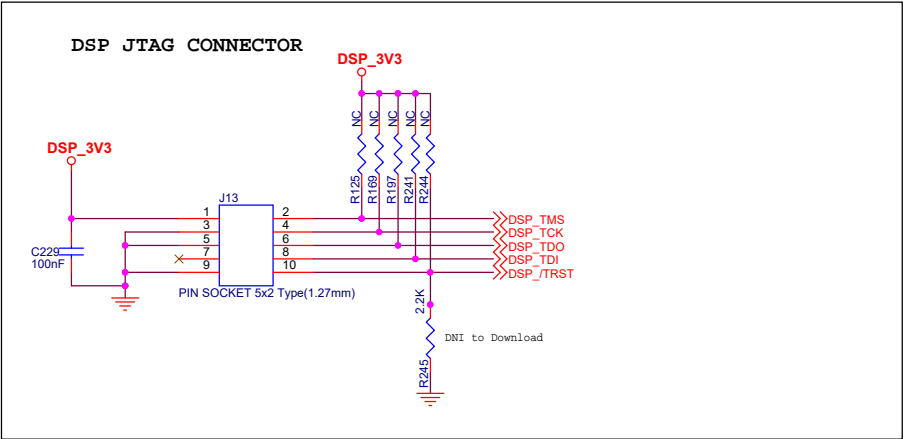 DSP JTAG CONNECTOR
DSP_3V3
NC NC NC NC NC
R125 R169 R197 R241 R244
DSP_3V3
J13
1 2 DSP_TMS
3 4 DSP_TCK
5 6 DSP_TDO
7 8 DSP_TDI
9 10 DSP_/TRST
C229
100nF
PIN SOCKET 5x2 Type(1.27mm)
2.2K
DNI to Download
R245